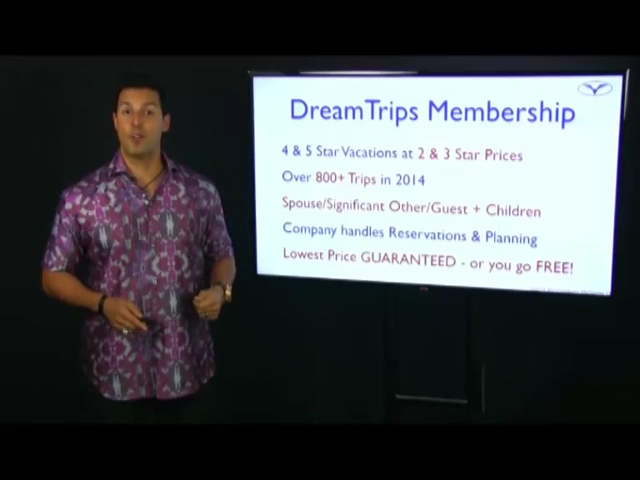 DreamTrips Membership
4 & 5 Star Vacations at 2 & 3 Star Prices
Over 800+ Trips in 2014
Spouse/Significant Other/Guest + Children
Company handles Reservations & Planning
Lowest Price GUARANTEED - or you go FREE!